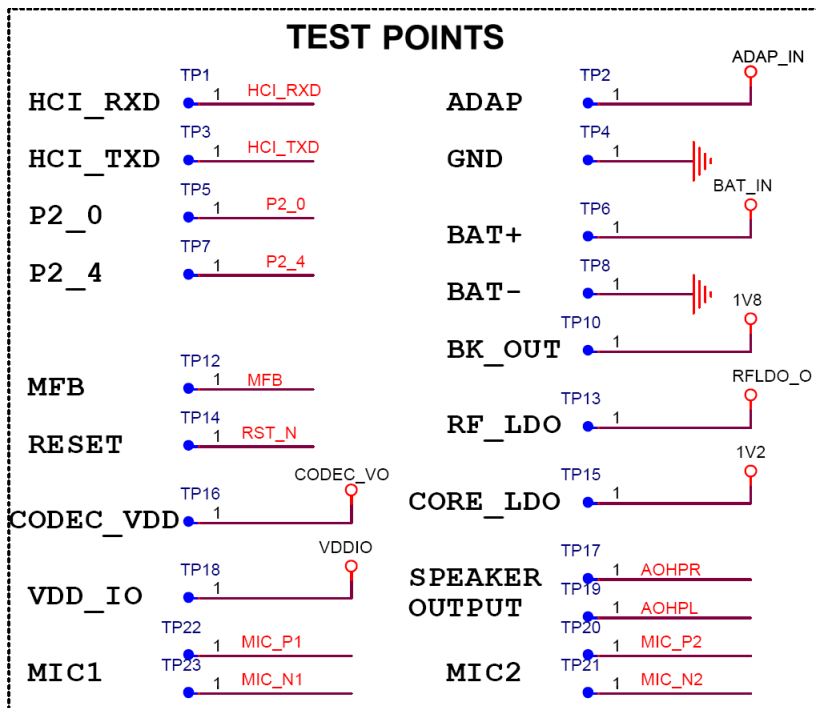 TEST POINTS
HCI_RXD TP1 1 HCI_RXD
HCI_TXD TP3 1 HCI_TXD
P2_0 TP5 1 P2_0
P2_4 TP7 1 P2_4
MFB TP12 1 MFB
RESET TP14 1 RST_N
CODEC_VDD TP16 1 CODEC_VO
VDD_IO TP18 1 VDDIO
MIC1
TP22 1 MIC_P1
TP23 1 MIC_N1
ADAP TP2 1 ADAP_IN
GND TP4 1
BAT+ TP6 1 BAT_IN
BAT- TP8 1
BK_OUT TP10 1 1V8
RF_LDO TP13 1 RFLDO_O
CORE_LDO TP15 1 1V2
SPEAKER TP17 1 AOHPR
OUTPUT TP19 1 AOHPL
MIC2
TP20 1 MIC_P2
TP21 1 MIC_N2